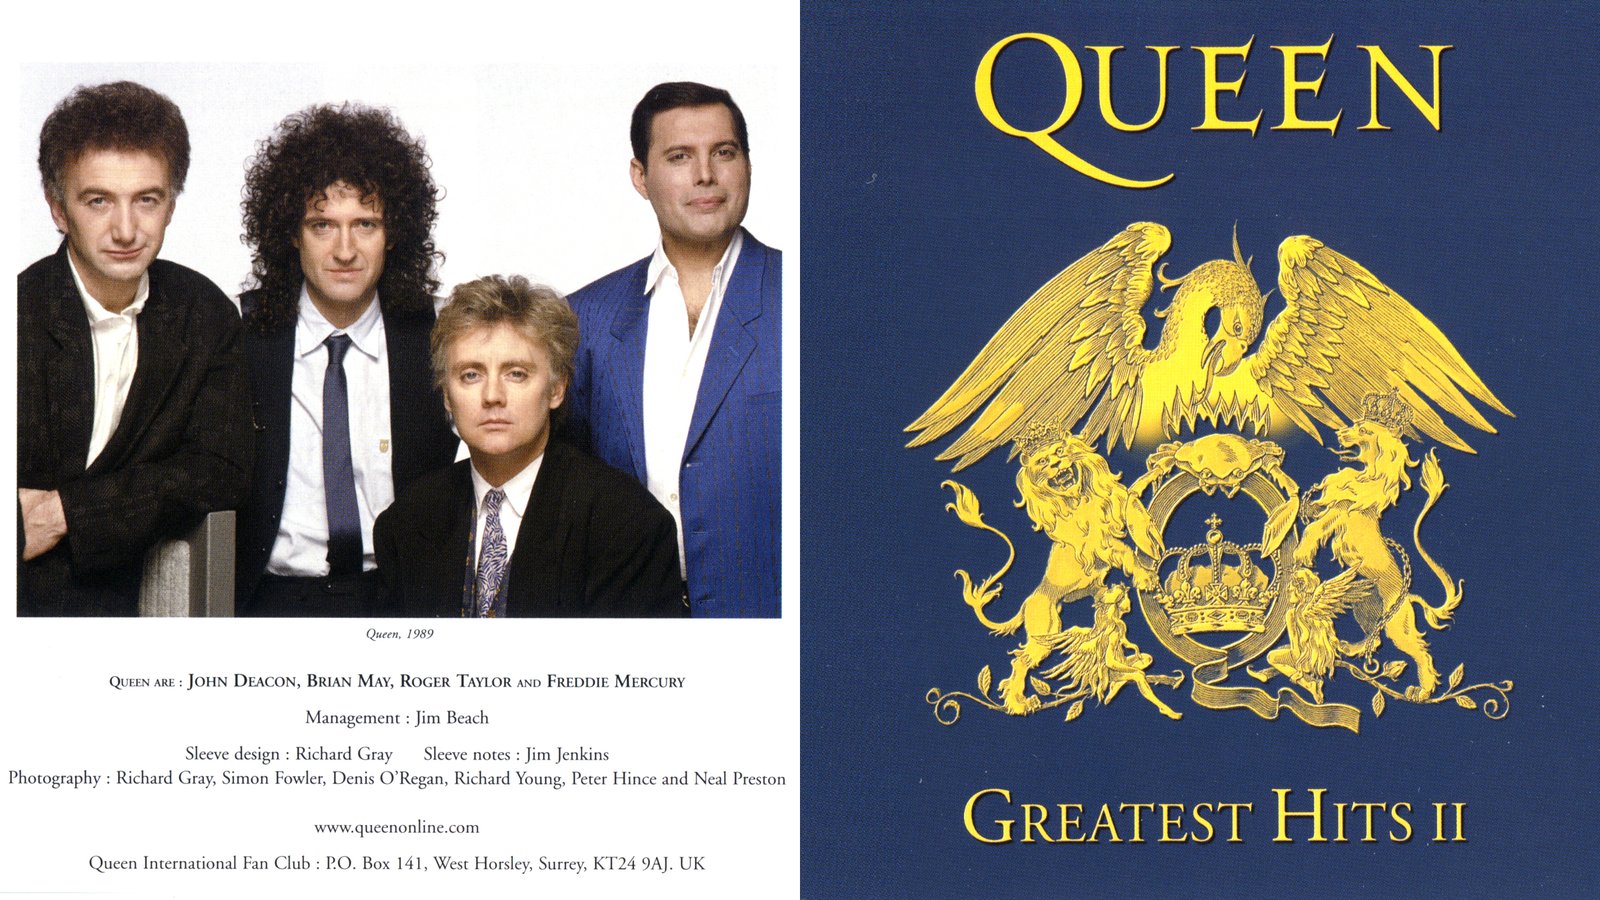 Queen, 1989
QUEEN ARE : JOHN DEACON, BRIAN MAY, ROGER TAYLOR AND FREDDIE MERCURY
Management : Jim Beach
Sleeve design : Richard Gray Sleeve notes : Jim Jenkins
Photography : Richard Gray, Simon Fowler, Denis O'Regan, Richard Young, Peter Hince and Neal Preston
www.queenonline.com
Queen International Fan Club : P.O. Box 141, West Horsley, Surrey, KT24 9AJ. UK
QUEEN
GREATEST HITS II